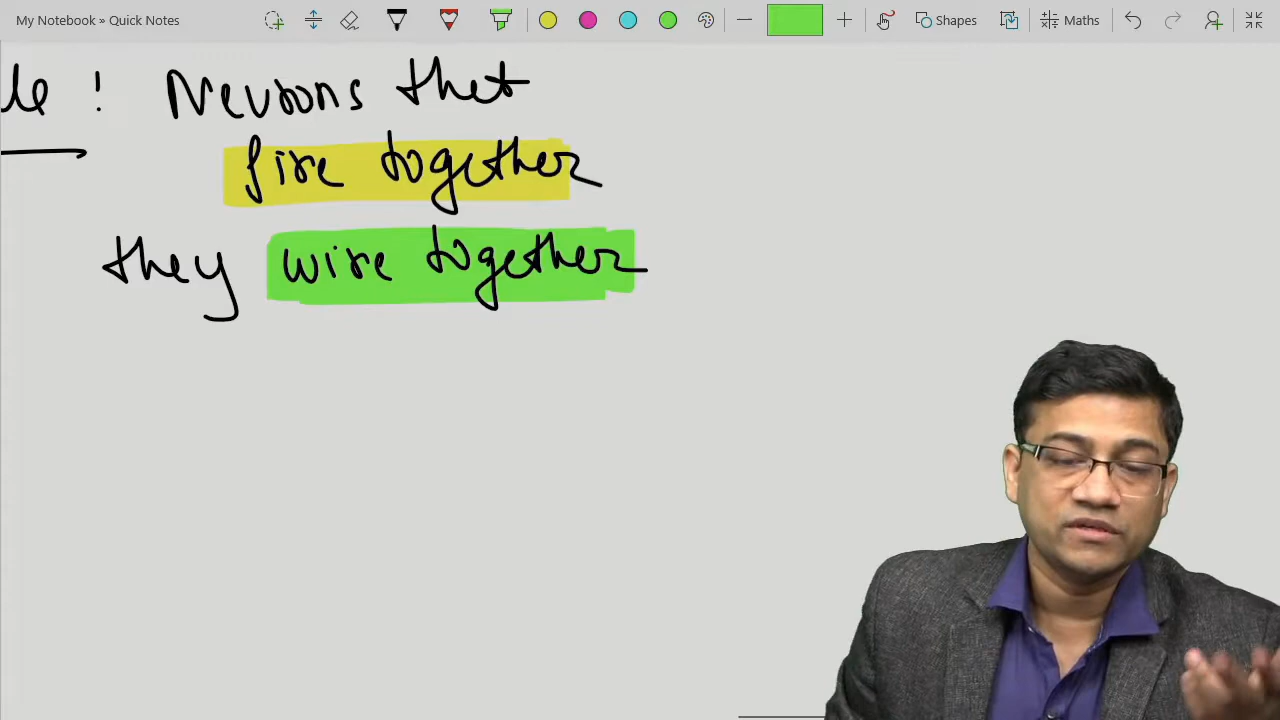 My Notebook » Quick Notes
Shapes
Maths
le : Neurons that
fire together
they wire together